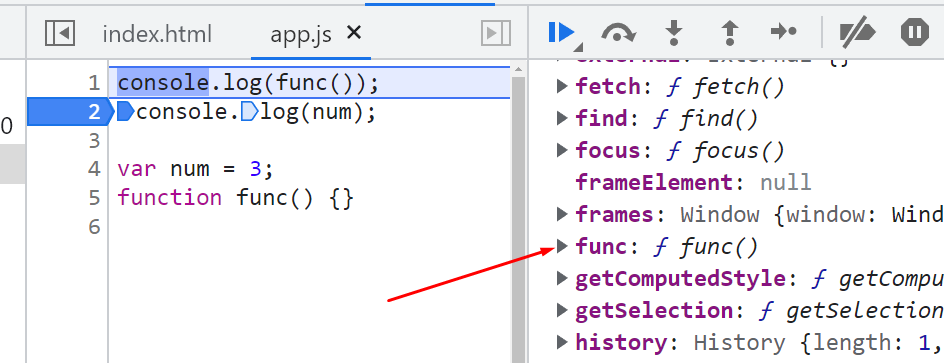 index.html
app.js ×
1 console.log(func());
2 console.log(num);
3
4 var num = 3;
5 function func() {}
6
0
fetch: ƒ fetch()
find: ƒ find()
focus: ƒ focus()
frameElement: null
frames: Window {window: Wind
func: ƒ func()
getComputedStyle: ƒ getCompu
getSelection: ƒ getSelection
history: History {length: 1,